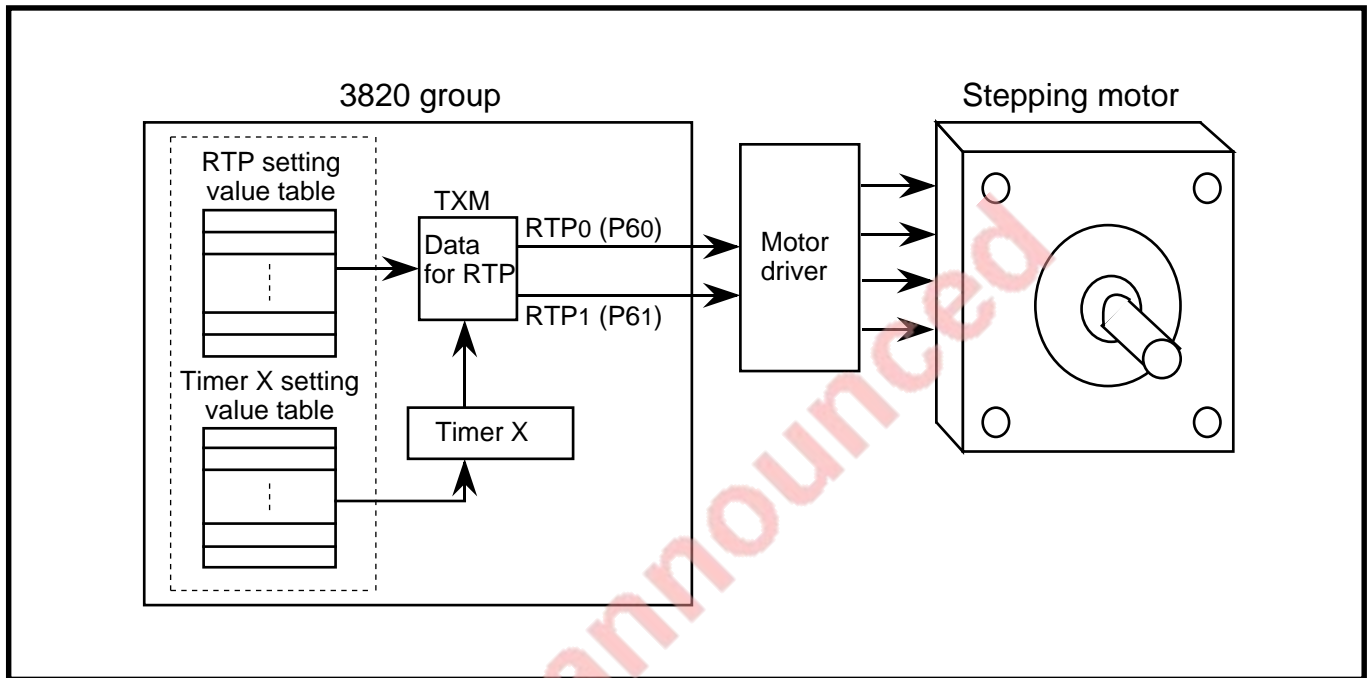 3820 group
Stepping motor
RTP setting
value table
TXM
Data
for RTP
RTP0 (P60)
RTP1 (P61)
Motor
driver
Timer X setting
value table
Timer X
announced